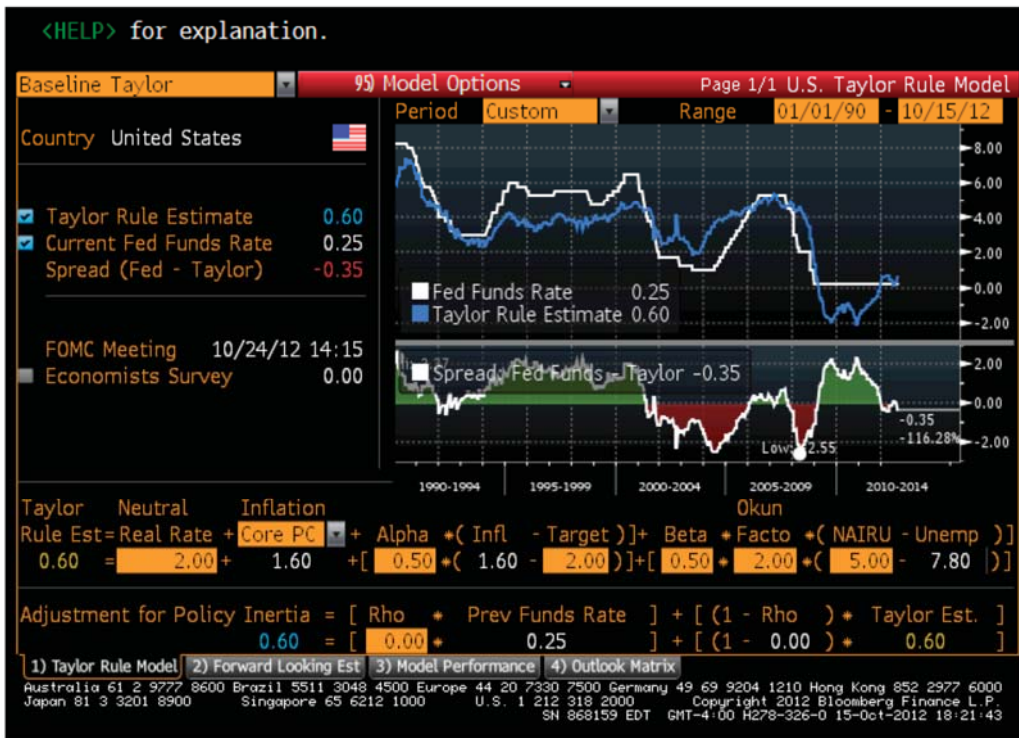 <HELP> for explanation.
Baseline Taylor 95) Model Options Page 1/1 U.S. Taylor Rule Model
Period Custom Range 01/01/90 - 10/15/12
Country United States
8.00
6.00
Taylor Rule Estimate 0.60
4.00
Current Fed Funds Rate 0.25
Spread (Fed - Taylor) -0.35
2.00
Fed Funds Rate 0.25
0.00
Taylor Rule Estimate 0.60
-2.00
FOMC Meeting 10/24/12 14:15
Economists Survey 0.00
2.00
Spread: Fed Funds - Taylor -0.35
0.00
-0.35
-116.28%
-2.00
Low: -2.55
1990-1994 1995-1999 2000-2004 2005-2009 2010-2014
Taylor Neutral Inflation Okun
Rule Est= Real Rate + Core PC + Alpha *( Infl - Target )]+ Beta * Facto *( NAIRU - Unemp )]
0.60 = 2.00 + 1.60 +[ 0.50 *( 1.60 - 2.00 )]+[ 0.50 * 2.00 *( 5.00 - 7.80 )]
Adjustment for Policy Inertia = [ Rho * Prev Funds Rate ] + [ (1 - Rho ) * Taylor Est. ]
0.60 = [ 0.00 * 0.25 ] + [ (1 - 0.00 ) * 0.60 ]
1) Taylor Rule Model 2) Forward Looking Est 3) Model Performance 4) Outlook Matrix
Australia 61 2 9777 8600 Brazil 5511 3048 4500 Europe 44 20 7330 7500 Germany 49 69 9204 1210 Hong Kong 852 2977 6000
Japan 81 3 3201 8900 Singapore 65 6212 1000 U.S. 1 212 318 2000 Copyright 2012 Bloomberg Finance L.P.
SN 868159 EDT GMT-4:00 H278-326-0 15-Oct-2012 18:21:43